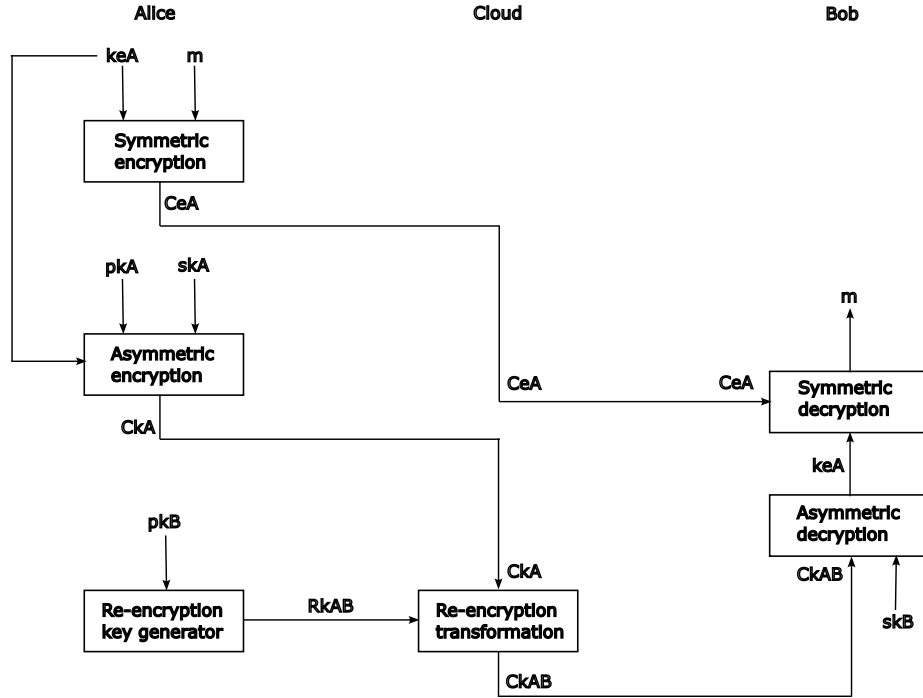 Alice
Cloud
Bob
keA
m
Symmetric
encryption
CeA
pkA
skA
Asymmetric
encryption
CkA
pkB
Re-encryption
key generator
RkAB
CkA
Re-encryption
transformation
CkAB
CeA
CeA
m
Symmetric
decryption
keA
Asymmetric
decryption
CkAB
skB